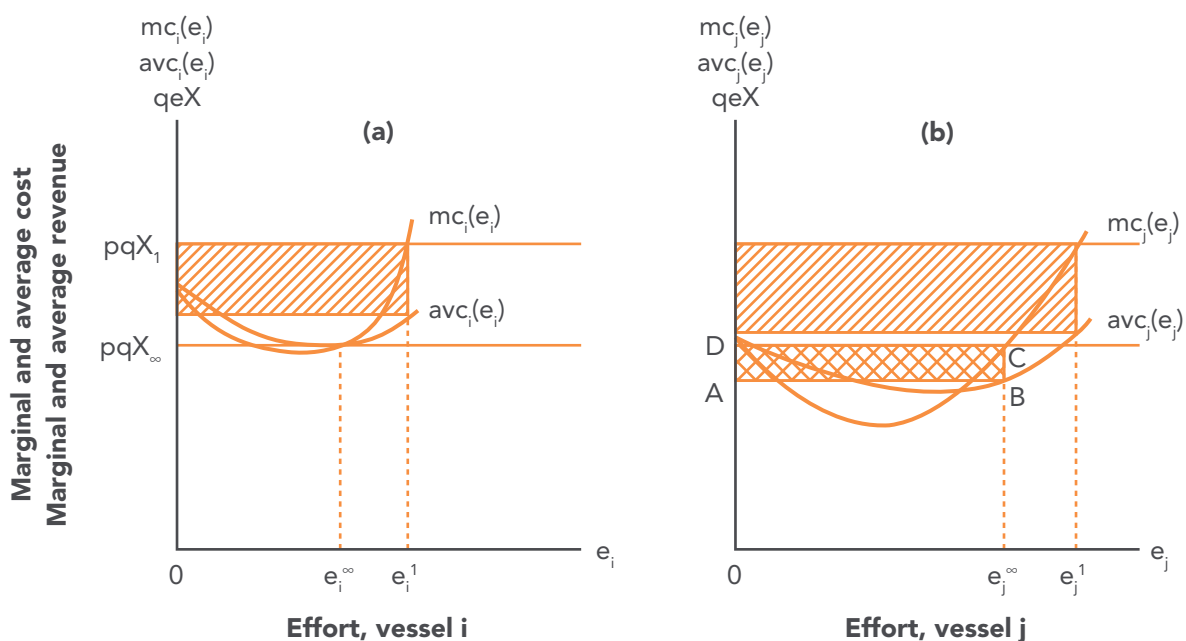 mcᵢ(eᵢ)
avcᵢ(eᵢ)
qeX
(a)
Marginal and average cost
Marginal and average revenue
pqX₁
pqX∞
mcᵢ(eᵢ)
avcᵢ(eᵢ)
0
eᵢ∞
eᵢ¹
eᵢ
Effort, vessel i
mcⱼ(eⱼ)
avcⱼ(eⱼ)
qeX
(b)
mcⱼ(eⱼ)
avcⱼ(eⱼ)
D
C
A
B
0
eⱼ∞
eⱼ¹
eⱼ
Effort, vessel j